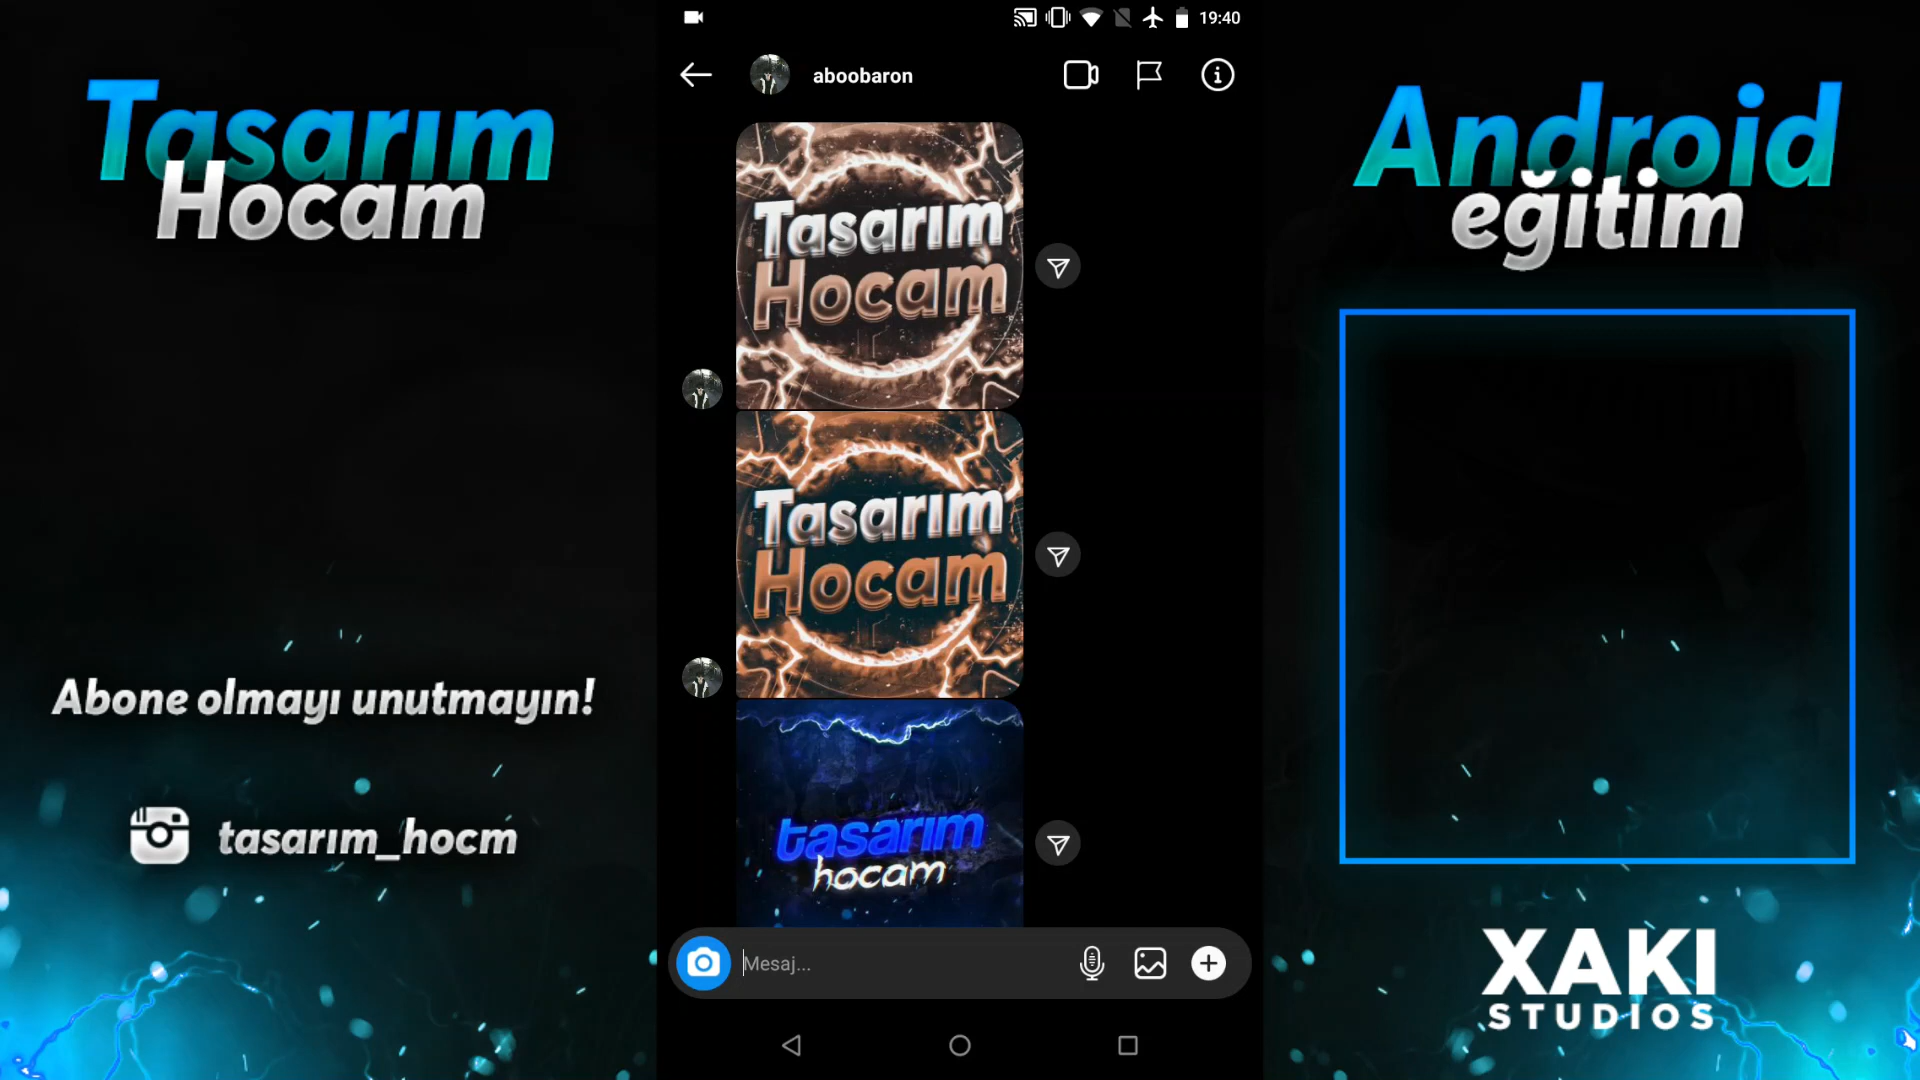 Tasarım
Hocam
Abone olmayı unutmayın!
tasarım_hocm
19:40
aboobaron
Tasarım
Hocam
Tasarım
Hocam
tasarım
hocam
Mesaj...
Android
eğitim
XAKI
STUDIOS